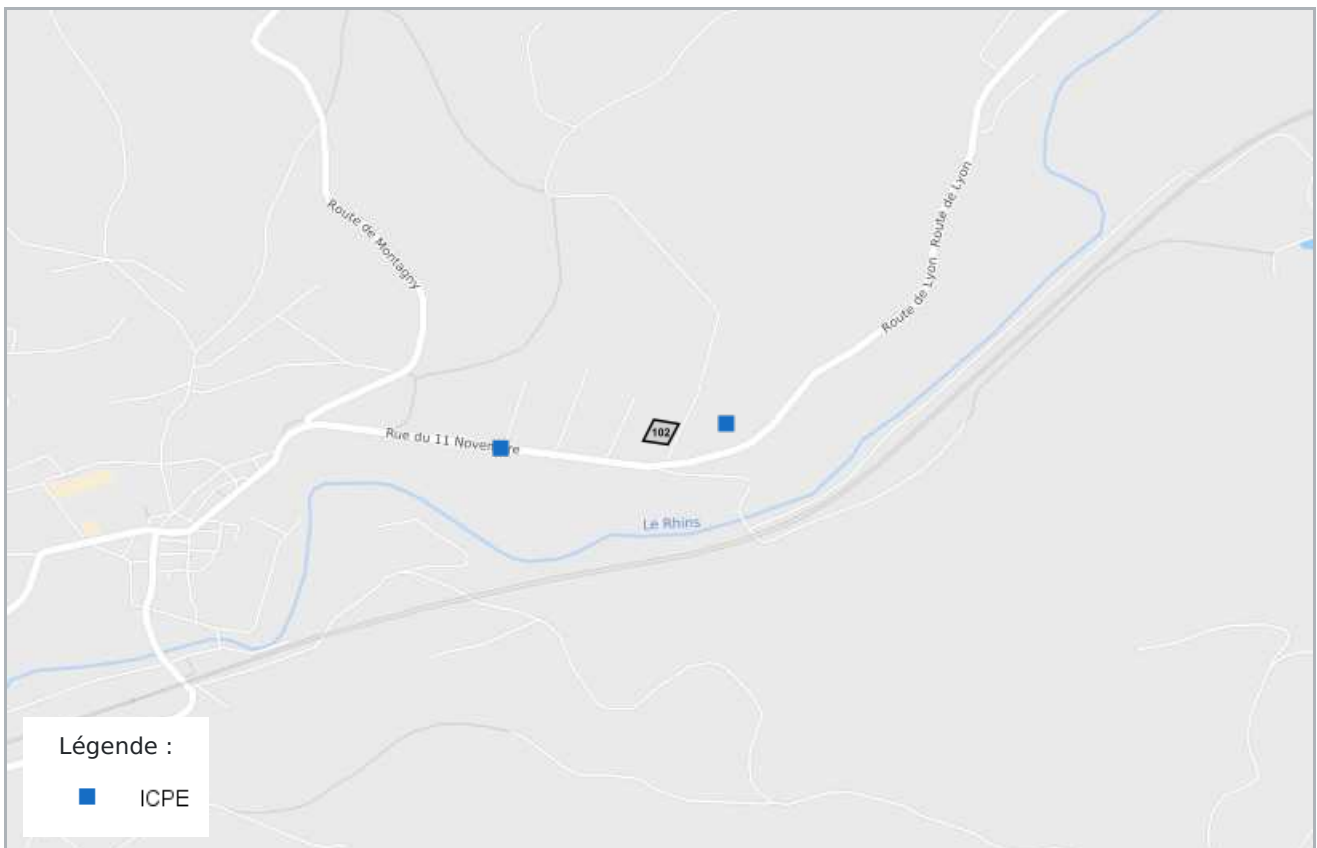 Route de Montagny
Route de Lyon
Route de Lyon
102
Rue du 11 Novembre
Le Rhins
Légende :
ICPE